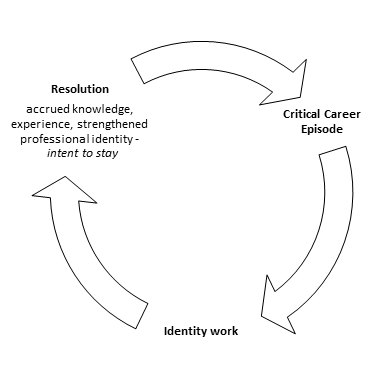 Resolution
accrued knowledge,
experience, strengthened
professional identity -
intent to stay
Critical Career
Episode
Identity work